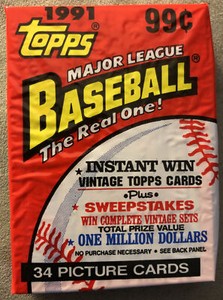 1991
99¢
Topps®
MAJOR LEAGUE
BASEBALL®
The Real One!
INSTANT WIN
VINTAGE TOPPS CARDS
Plus
SWEEPSTAKES
WIN COMPLETE VINTAGE SETS
TOTAL PRIZE VALUE
ONE MILLION DOLLARS
NO PURCHASE NECESSARY - SEE BACK PANEL
34 PICTURE CARDS